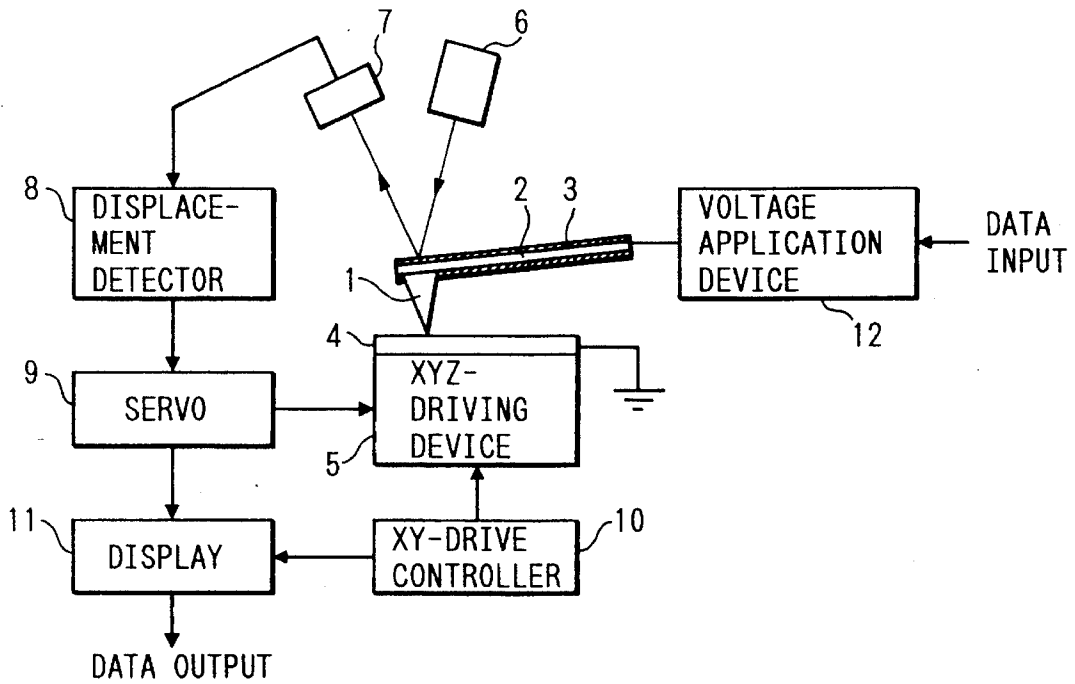 6
7
8
DISPLACE-
MENT
DETECTOR
2
3
VOLTAGE
APPLICATION
DEVICE
DATA
INPUT
1
12
4
9
SERVO
XYZ-
DRIVING
DEVICE
5
11
DISPLAY
XY-DRIVE
CONTROLLER
10
DATA OUTPUT